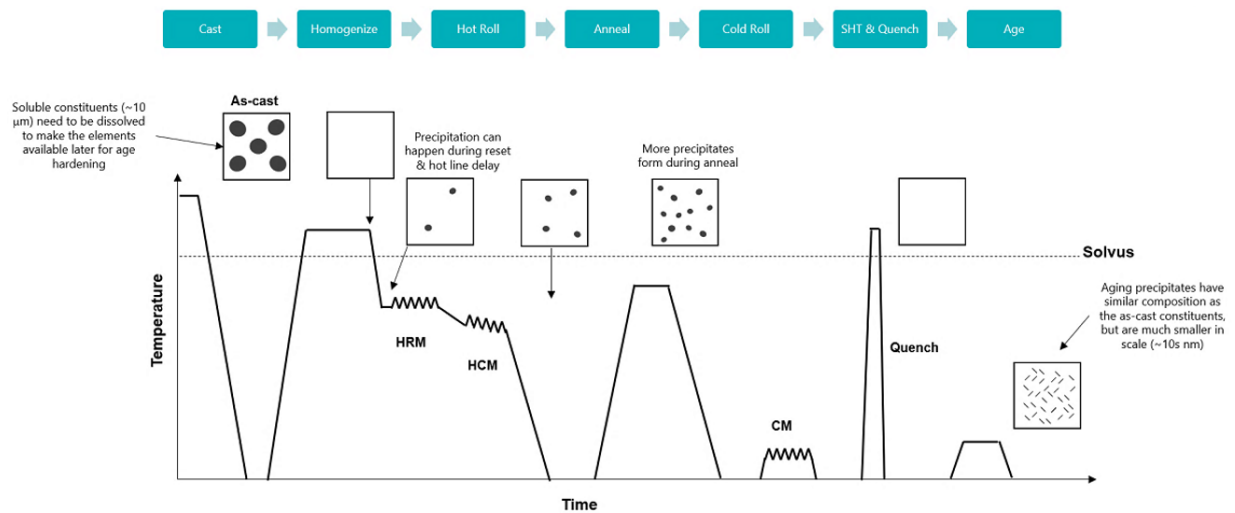 Cast
Homogenize
Hot Roll
Anneal
Cold Roll
SHT & Quench
Age
Soluble constituents (~10
μm) need to be dissolved
to make the elements
available later for age
hardening
As-cast
Precipitation can
happen during reset
& hot line delay
More precipitates
form during anneal
Solvus
Aging precipitates have
similar composition as
the as-cast constituents,
but are much smaller in
scale (~10s nm)
Temperature
HRM
HCM
CM
Quench
Time